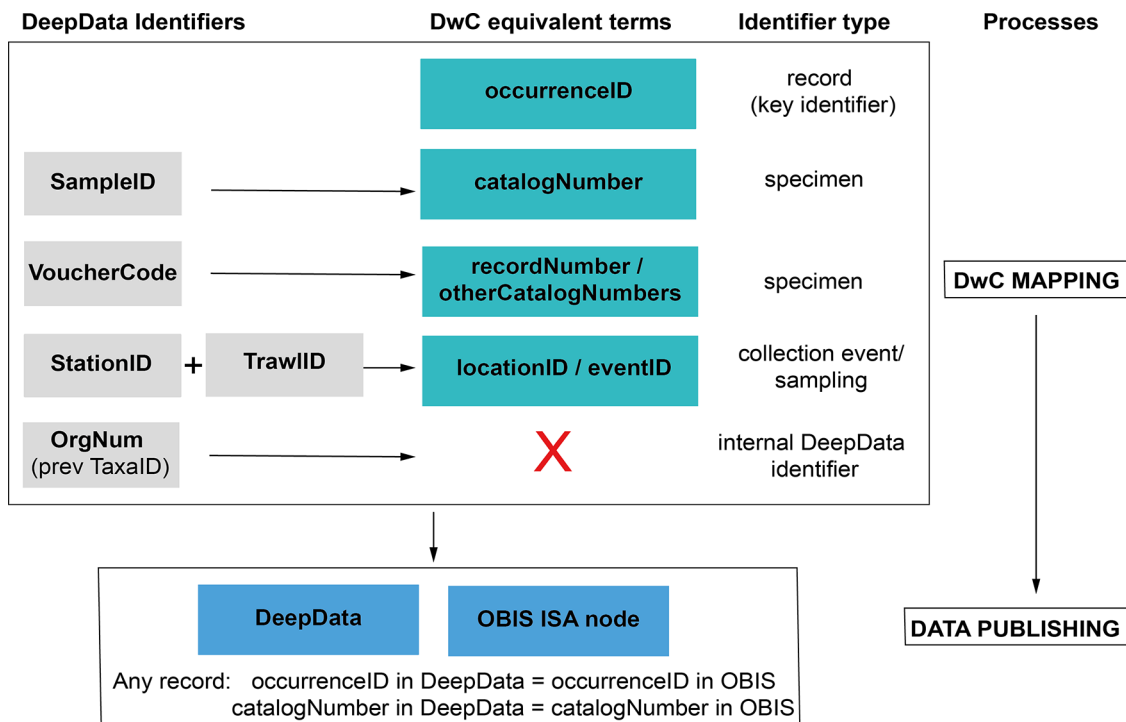 DeepData Identifiers DwC equivalent terms Identifier type Processes
occurrenceID record
(key identifier)
SampleID catalogNumber specimen
VoucherCode recordNumber /
otherCatalogNumbers specimen
DwC MAPPING
StationID + TrawlID locationID / eventID collection event/
sampling
OrgNum
(prev TaxaID) X internal DeepData
identifier
DeepData OBIS ISA node
DATA PUBLISHING
Any record: occurrenceID in DeepData = occurrenceID in OBIS
catalogNumber in DeepData = catalogNumber in OBIS